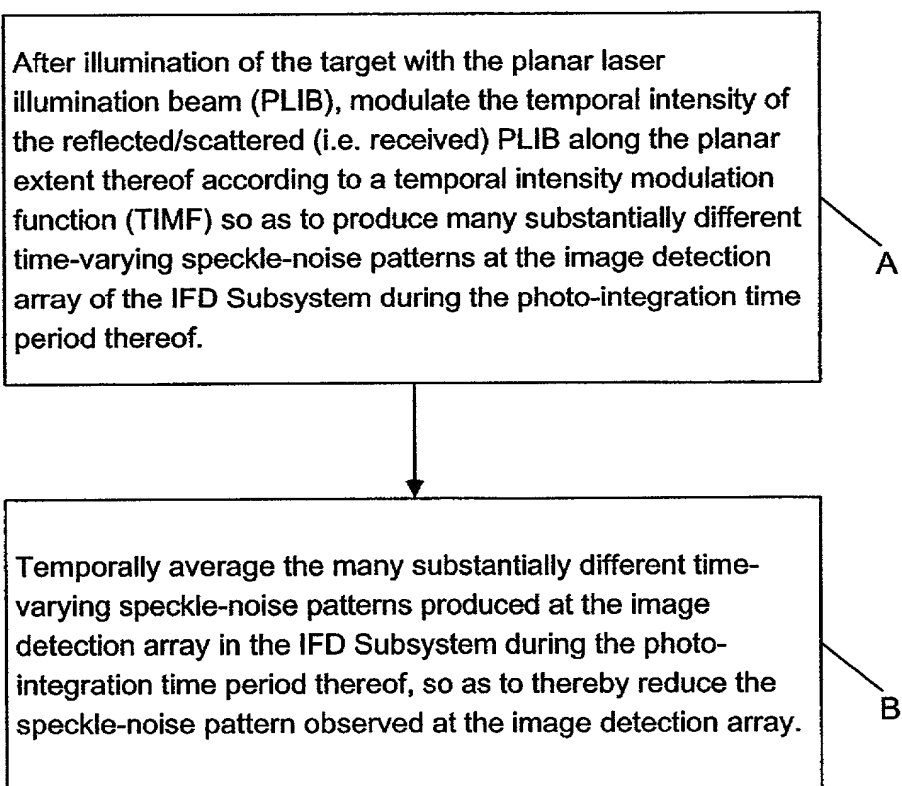 After illumination of the target with the planar laser
illumination beam (PLIB), modulate the temporal intensity of
the reflected/scattered (i.e. received) PLIB along the planar
extent thereof according to a temporal intensity modulation
function (TIMF) so as to produce many substantially different
time-varying speckle-noise patterns at the image detection
array of the IFD Subsystem during the photo-integration time
period thereof.
A
Temporally average the many substantially different time-
varying speckle-noise patterns produced at the image
detection array in the IFD Subsystem during the photo-
integration time period thereof, so as to thereby reduce the
speckle-noise pattern observed at the image detection array.
B